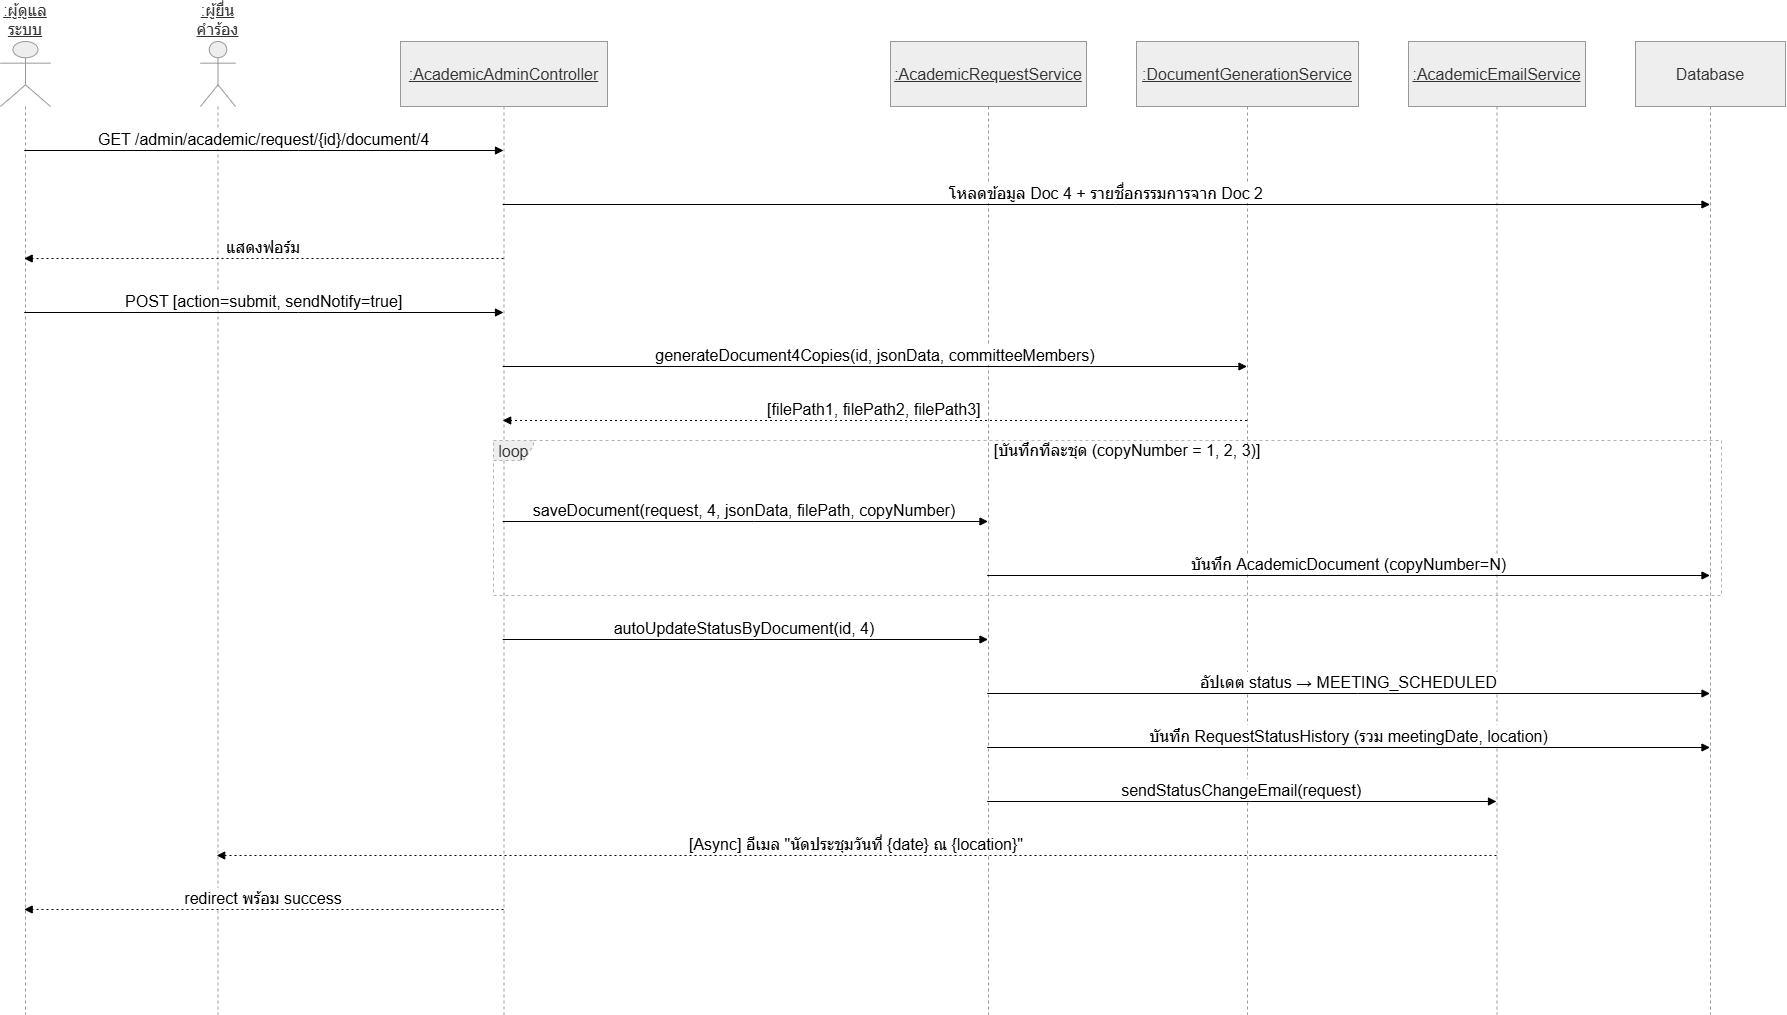 :ผู้ดูแล
ระบบ
:ผู้ยื่น
คำร้อง
:AcademicAdminController
:AcademicRequestService
:DocumentGenerationService
:AcademicEmailService
Database
GET /admin/academic/request/{id}/document/4
โหลดข้อมูล Doc 4 + รายชื่อกรรมการจาก Doc 2
แสดงฟอร์ม
POST [action=submit, sendNotify=true]
generateDocument4Copies(id, jsonData, committeeMembers)
[filePath1, filePath2, filePath3]
loop
[บันทึกทีละชุด (copyNumber = 1, 2, 3)]
saveDocument(request, 4, jsonData, filePath, copyNumber)
บันทึก AcademicDocument (copyNumber=N)
autoUpdateStatusByDocument(id, 4)
อัปเดต status → MEETING_SCHEDULED
บันทึก RequestStatusHistory (รวม meetingDate, location)
sendStatusChangeEmail(request)
[Async] อีเมล "นัดประชุมวันที่ {date} ณ {location}"
redirect พร้อม success